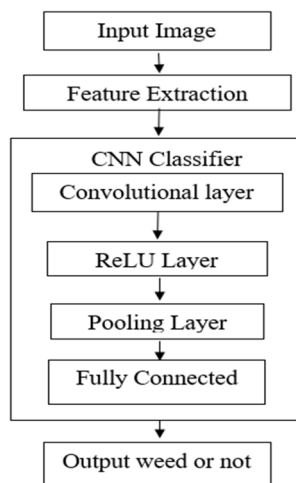 Input Image
Feature Extraction
CNN Classifier
Convolutional layer
ReLU Layer
Pooling Layer
Fully Connected
Output weed or not